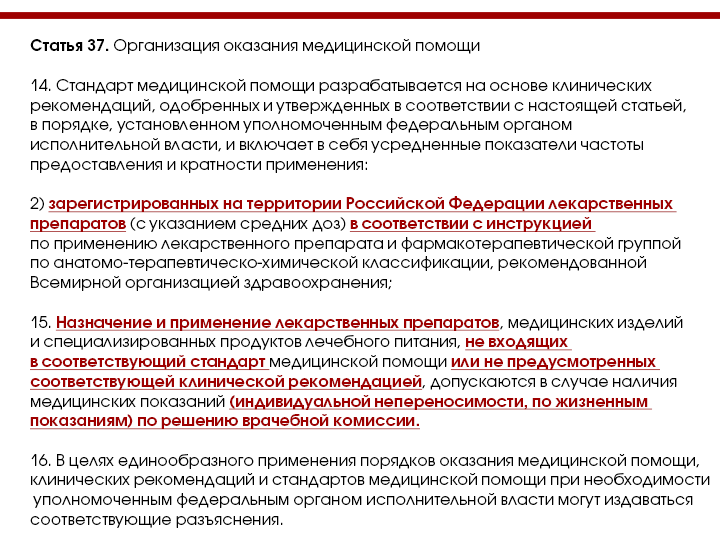 Статья 37. Организация оказания медицинской помощи
14. Стандарт медицинской помощи разрабатывается на основе клинических
рекомендаций, одобренных и утвержденных в соответствии с настоящей статьей,
в порядке, установленном уполномоченным федеральным органом
исполнительной власти, и включает в себя усредненные показатели частоты
предоставления и кратности применения:
2) зарегистрированных на территории Российской Федерации лекарственных
препаратов (с указанием средних доз) в соответствии с инструкцией
по применению лекарственного препарата и фармакотерапевтической группой
по анатомо-терапевтическо-химической классификации, рекомендованной
Всемирной организацией здравоохранения;
15. Назначение и применение лекарственных препаратов, медицинских изделий
и специализированных продуктов лечебного питания, не входящих
в соответствующий стандарт медицинской помощи или не предусмотренных
соответствующей клинической рекомендацией, допускаются в случае наличия
медицинских показаний (индивидуальной непереносимости, по жизненным
показаниям) по решению врачебной комиссии.
16. В целях единообразного применения порядков оказания медицинской помощи,
клинических рекомендаций и стандартов медицинской помощи при необходимости
уполномоченным федеральным органом исполнительной власти могут издаваться
соответствующие разъяснения.